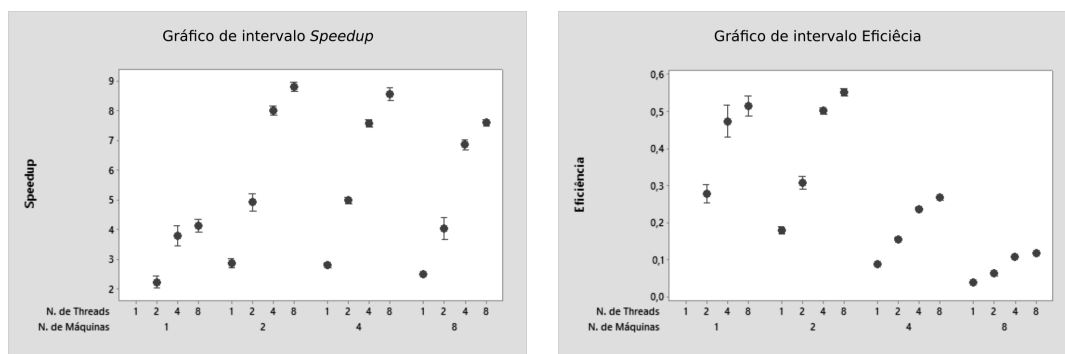 Gráfico de intervalo Speedup
9
8
7
6
5
4
3
2
Speedup
N. de Threads 1 2 4 8 1 2 4 8 1 2 4 8 1 2 4 8
N. de Máquinas 1 2 4 8
Gráfico de intervalo Eficiêcia
0,6
0,5
0,4
0,3
0,2
0,1
0,0
Eficiência
N. de Threads 1 2 4 8 1 2 4 8 1 2 4 8 1 2 4 8
N. de Máquinas 1 2 4 8